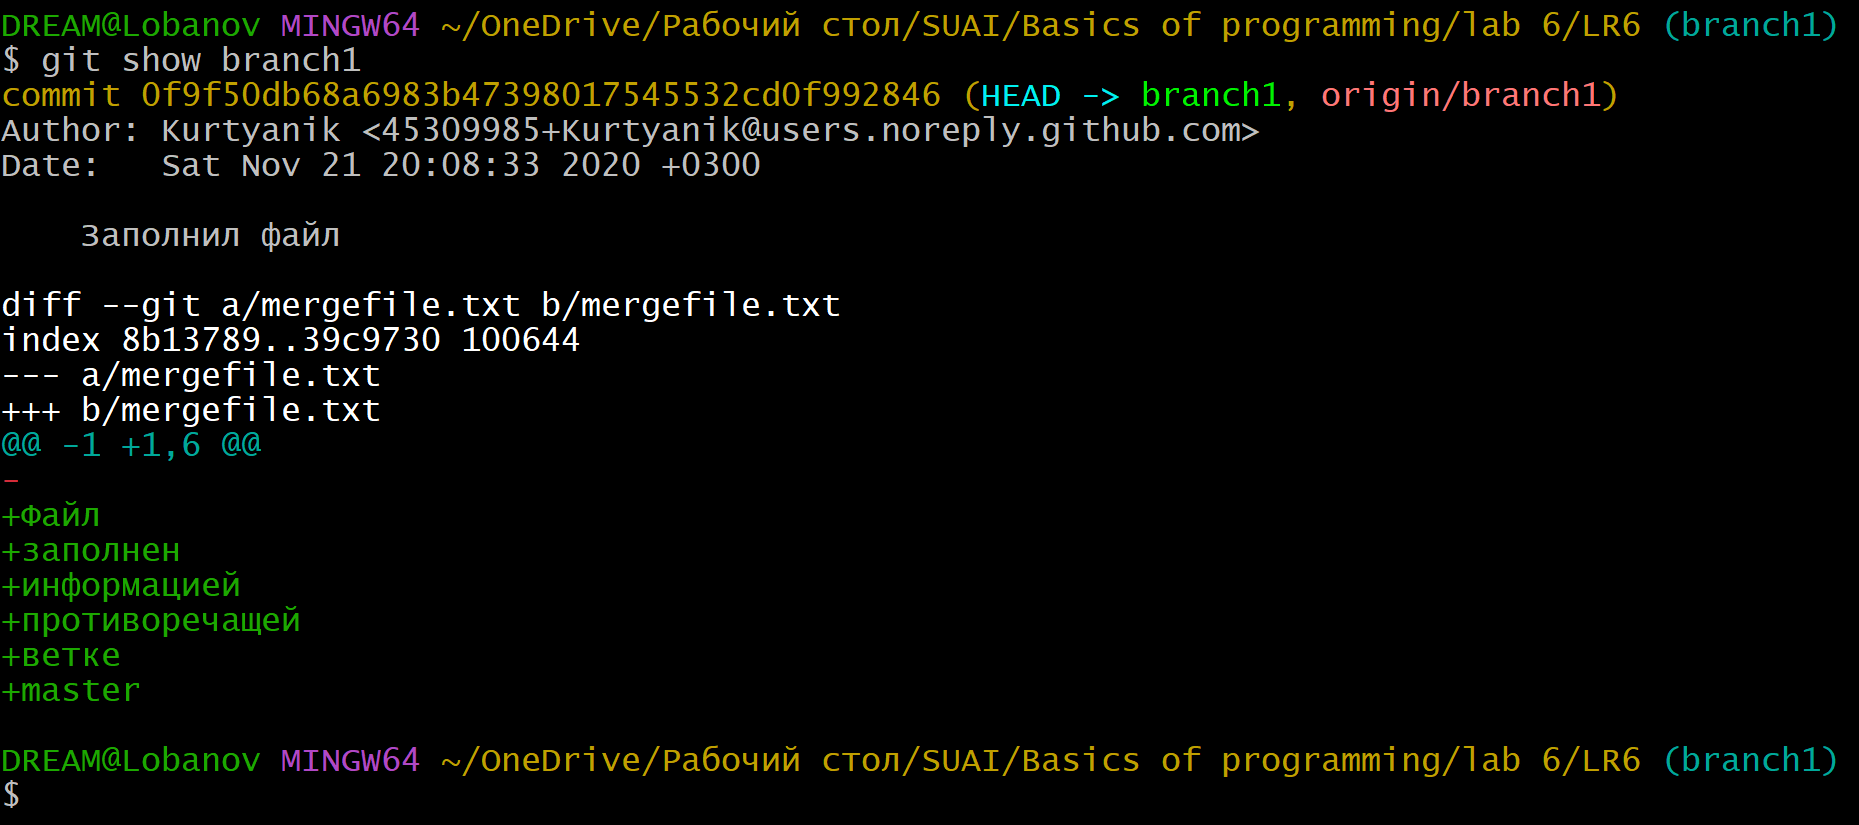 DREAM@Lobanov MINGW64 ~/OneDrive/Рабочий стол/SUAI/Basics of programming/lab 6/LR6 (branch1)
$ git show branch1
commit 0f9f50db68a6983b47398017545532cd0f992846 (HEAD -> branch1, origin/branch1)
Author: Kurtyanik <45309985+Kurtyanik@users.noreply.github.com>
Date:   Sat Nov 21 20:08:33 2020 +0300
    Заполнил файл
diff --git a/mergefile.txt b/mergefile.txt
index 8b13789..39c9730 100644
--- a/mergefile.txt
+++ b/mergefile.txt
@@ -1 +1,6 @@
-
+Файл
+заполнен
+информацией
+противоречащей
+ветке
+master
DREAM@Lobanov MINGW64 ~/OneDrive/Рабочий стол/SUAI/Basics of programming/lab 6/LR6 (branch1)
$